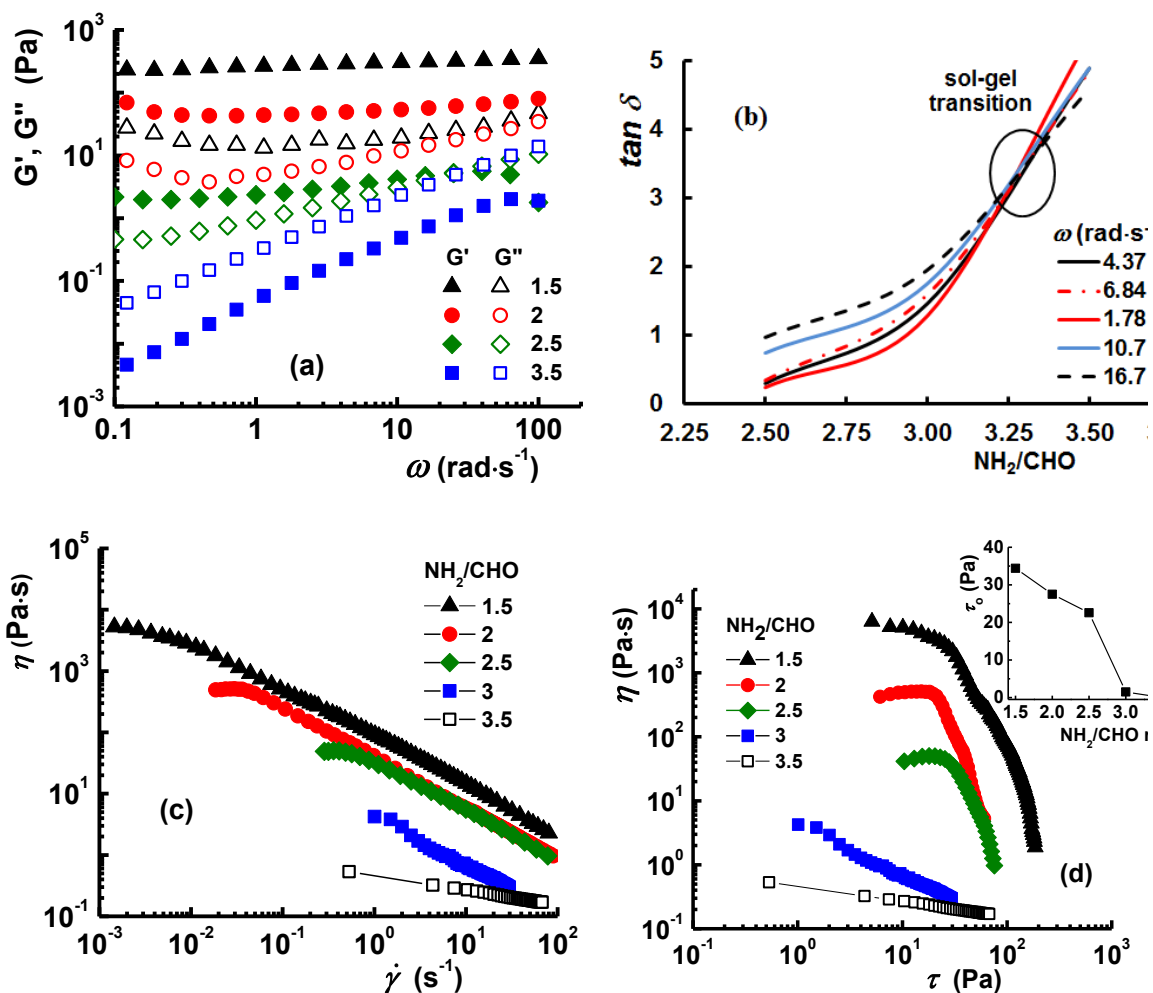 G', G'' (Pa)
10³
10¹
10⁻¹
10⁻³
0.1 1 10 100
ω (rad·s⁻¹)
(a)
G' G''
1.5
2
2.5
3.5
(b)
tan δ
5
4
3
2
1
0
2.25 2.50 2.75 3.00 3.25 3.50
NH₂/CHO
sol-gel
transition
ω (rad·s
4.37
6.84
1.78
10.7
16.7
η (Pa·s)
10⁵
10³
10¹
10⁻¹
10⁻³ 10⁻² 10⁻¹ 10⁰ 10¹ 10²
γ̇ (s⁻¹)
(c)
NH₂/CHO
1.5
2
2.5
3
3.5
η (Pa·s)
10⁴
10³
10²
10¹
10⁰
10⁻¹
10⁻¹ 10⁰ 10¹ 10² 10³
τ (Pa)
(d)
NH₂/CHO
1.5
2
2.5
3
3.5
τₒ (Pa)
40
30
20
10
0
1.5 2.0 2.5 3.0
NH₂/CHO